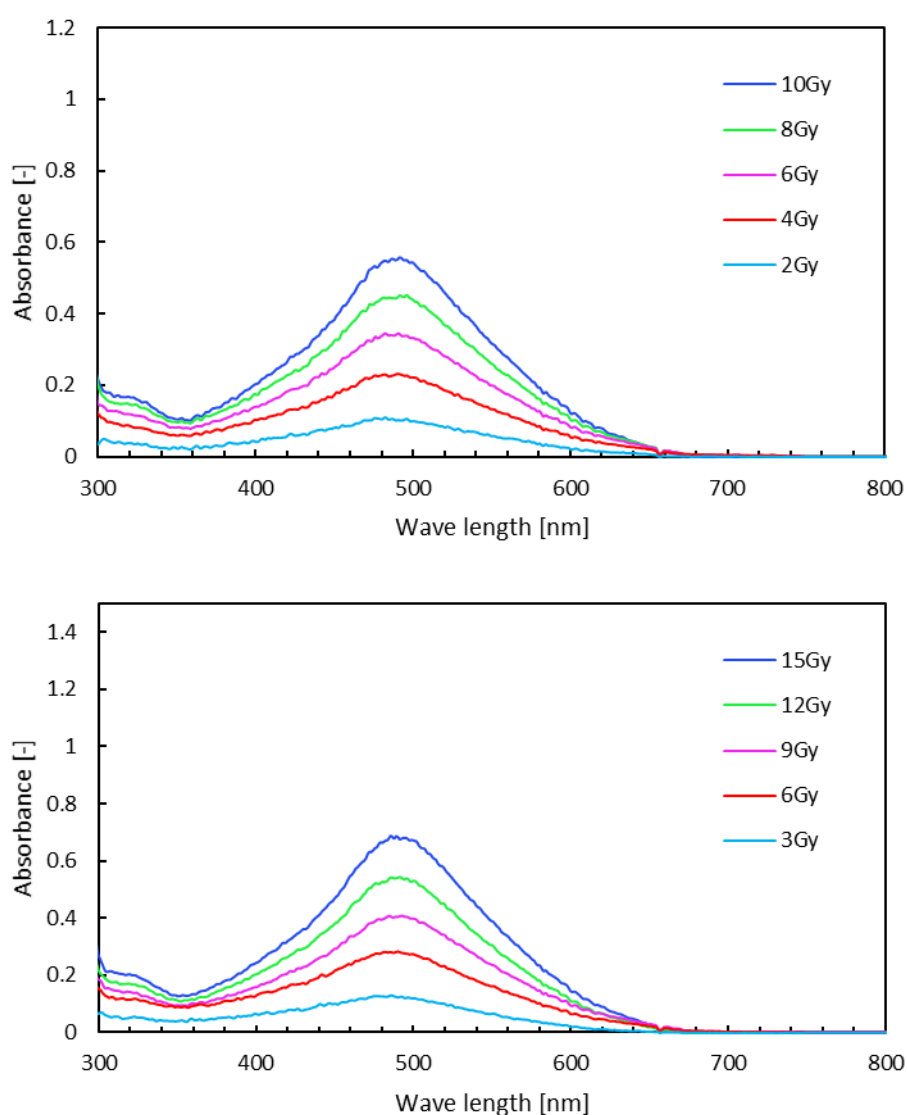 1.2
1
0.8
0.6
0.4
0.2
0
Absorbance [-]
10Gy
8Gy
6Gy
4Gy
2Gy
300 400 500 600 700 800
Wave length [nm]
1.4
1.2
1
0.8
0.6
0.4
0.2
0
Absorbance [-]
15Gy
12Gy
9Gy
6Gy
3Gy
300 400 500 600 700 800
Wave length [nm]